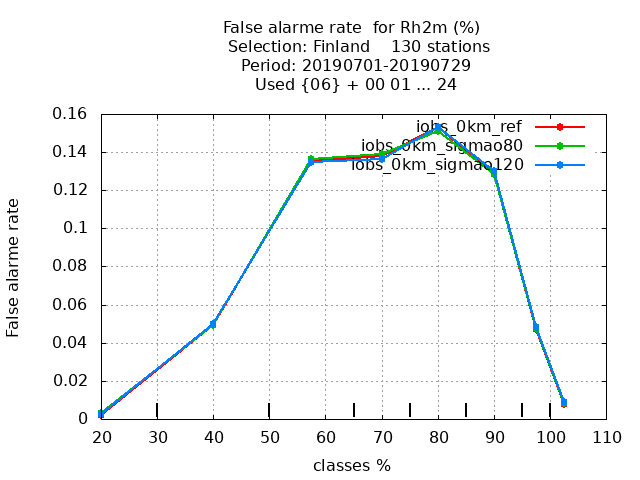 False alarme rate  for Rh2m (%)
Selection: Finland    130 stations
Period: 20190701-20190729
Used {06} + 00 01 ... 24
0.16
0.14
0.12
0.1
0.08
0.06
0.04
0.02
0
False alarme rate
iobs_0km_ref
iobs_0km_sigmao80
iobs_0km_sigmao120
20 30 40 50 60 70 80 90 100 110
classes %